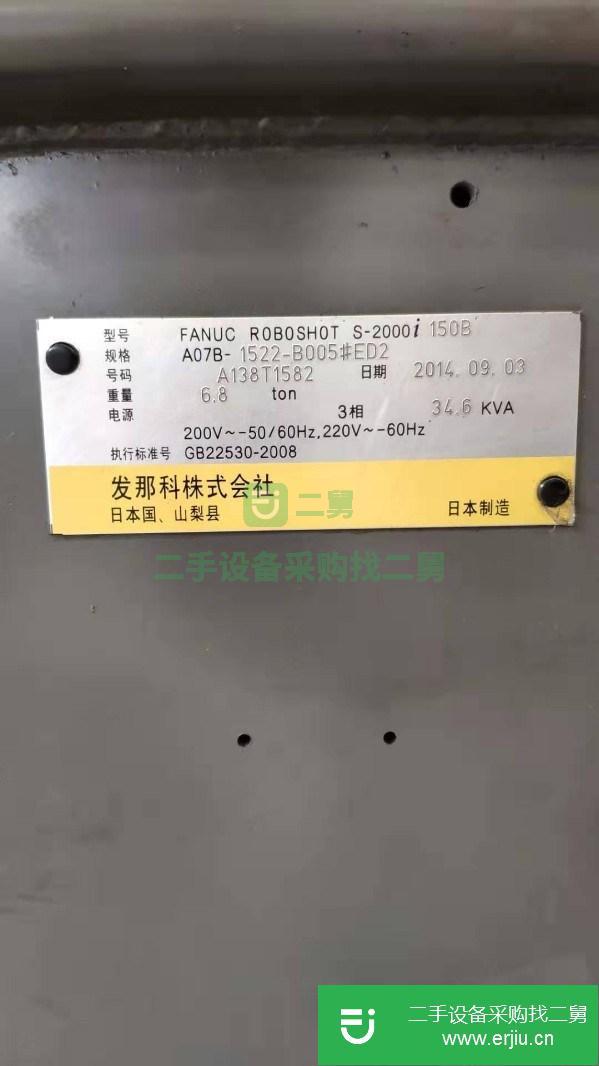 型号 FANUC ROBOSHOT S-2000i 150B
规格 A07B- 1522-B005#ED2
号码 A138T1582 日期 2014.09.03
重量 6.8 ton
电源 3相 34.6 KVA
200V~-50/60Hz,220V~-60Hz
执行标准号 GB22530-2008
发那科株式会社
日本国、山梨县 日本制造
二舅
二手设备采购找二舅
二手设备采购找二舅
www.erjiu.cn